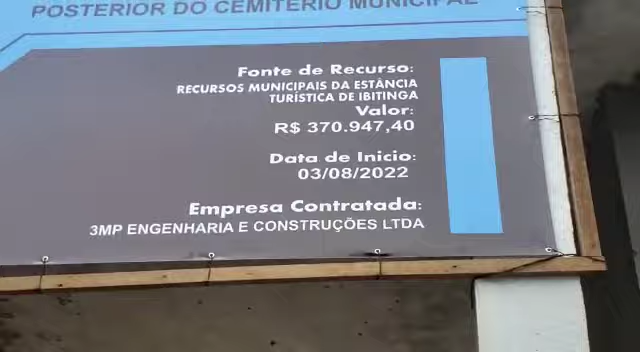 POSTERIOR DO CEMITÉRIO MUNICIPAL
Fonte de Recurso:
RECURSOS MUNICIPAIS DA ESTÂNCIA
TURÍSTICA DE IBITINGA
Valor:
R$ 370.947,40
Data de Inicio:
03/08/2022
Empresa Contratada:
3MP ENGENHARIA E CONSTRUÇÕES LTDA